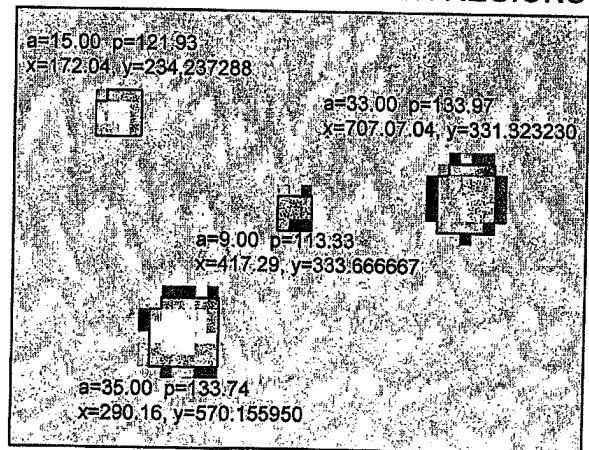 a=15.00 p=121.93
x=172.04, y=234.237288
a=33.00 p=133.97
x=707.07.04, y=331.323230
a=9.00 p=113.33
x=417.29, y=333.666667
a=35.00 p=133.74
x=290.16, y=570.155950